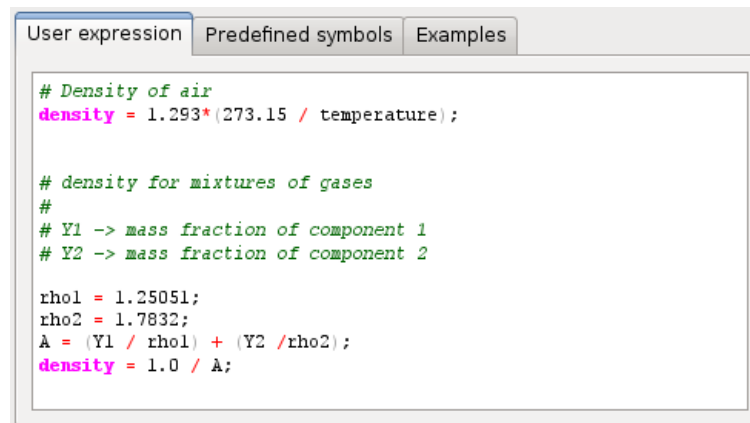 User expression Predefined symbols Examples
# Density of air
density = 1.293*(273.15 / temperature);
# density for mixtures of gases
#
# Y1 -> mass fraction of component 1
# Y2 -> mass fraction of component 2
rho1 = 1.25051;
rho2 = 1.7832;
A = (Y1 / rho1) + (Y2 /rho2);
density = 1.0 / A;